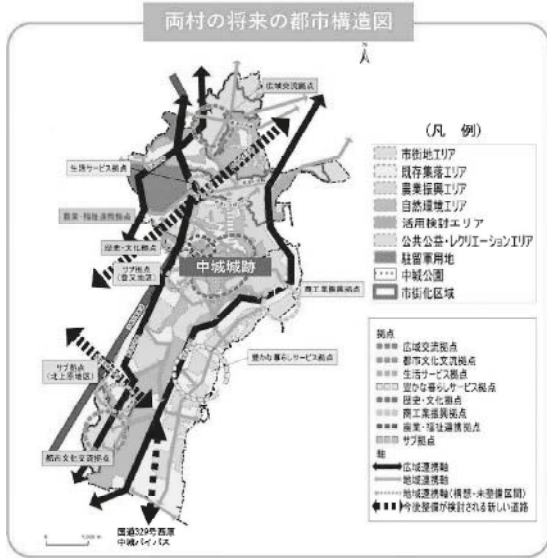 両村の将来の都市構造図
広域交流拠点
生活サービス拠点
農業・福祉連携拠点
歴史・文化拠点
サブ拠点
(登又地区)
中城城跡
商工業振興拠点
豊かな暮らしサービス拠点
サブ拠点
(北上原地区)
都市文化交流拠点
国道329号西原
中城バイパス
(凡 例)
市街地エリア
既存集落エリア
農業振興エリア
自然環境エリア
活用検討エリア
公共公益・レクリエーションエリア
駐留軍用地
中城公園
市街化区域
拠点
広域交流拠点
都市文化交流拠点
生活サービス拠点
豊かな暮らしサービス拠点
歴史・文化拠点
商工業振興拠点
農業・福祉連携拠点
サブ拠点
軸
広域連携軸
地域連携軸
地域連携軸(構想・未整備区間)
今後整備が検討される新しい道路